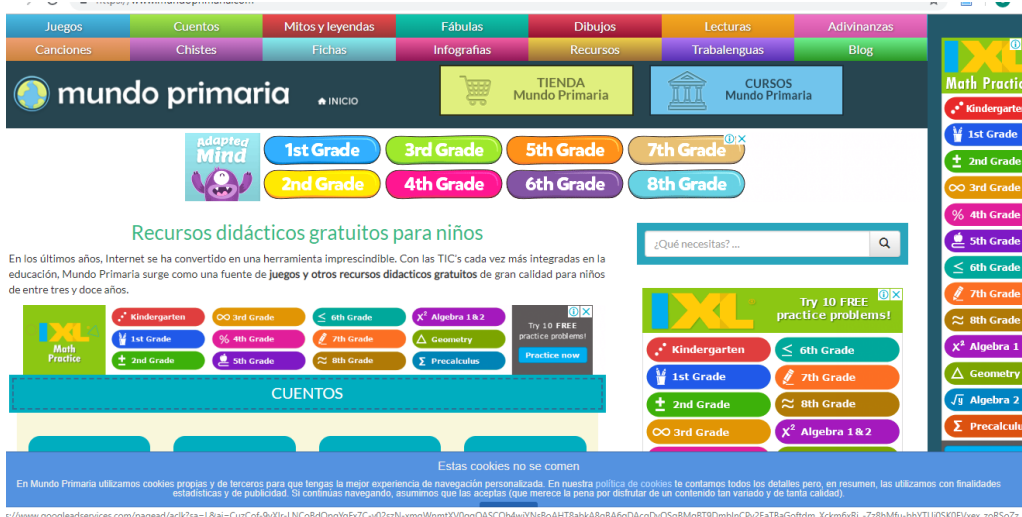 Juegos Cuentos Mitos y leyendas Fábulas Dibujos Lecturas Adivinanzas
Canciones Chistes Fichas Infografías Recursos Trabalenguas Blog
mundo primaria
INICIO
TIENDA
Mundo Primaria
CURSOS
Mundo Primaria
Adapted
Mind
1st Grade 3rd Grade 5th Grade 7th Grade
2nd Grade 4th Grade 6th Grade 8th Grade
Recursos didácticos gratuitos para niños
En los últimos años, Internet se ha convertido en una herramienta imprescindible. Con las TIC's cada vez más integradas en la
educación, Mundo Primaria surge como una fuente de juegos y otros recursos didacticos gratuitos de gran calidad para niños
de entre tres y doce años.
¿Qué necesitas? ...
IXL
Math
Practice
Kindergarten ∞ 3rd Grade ≤ 6th Grade X² Algebra 1 & 2
1st Grade % 4th Grade 7th Grade Geometry
± 2nd Grade 5th Grade ≈ 8th Grade Σ Precalculus
Try 10 FREE
practice problems!
Practice now
CUENTOS
IXL
Try 10 FREE
practice problems!
Kindergarten ≤ 6th Grade
1st Grade 7th Grade
± 2nd Grade ≈ 8th Grade
∞ 3rd Grade X² Algebra 1 & 2
Math Practic
Kindergarten
1st Grade
± 2nd Grade
∞ 3rd Grade
% 4th Grade
5th Grade
≤ 6th Grade
7th Grade
≈ 8th Grade
X² Algebra 1
Geometry
Algebra 2
Σ Precalculu
Estas cookies no se comen
En Mundo Primaria utilizamos cookies propias y de terceros para que tengas la mejor experiencia de navegación personalizada. En nuestra política de cookies te contamos todos los detalles pero, en resumen, las utilizamos con finalidades
estadísticas y de publicidad. Si continúas navegando, asumimos que las aceptas (que merece la pena por disfrutar de un contenido tan variado y de tanta calidad).